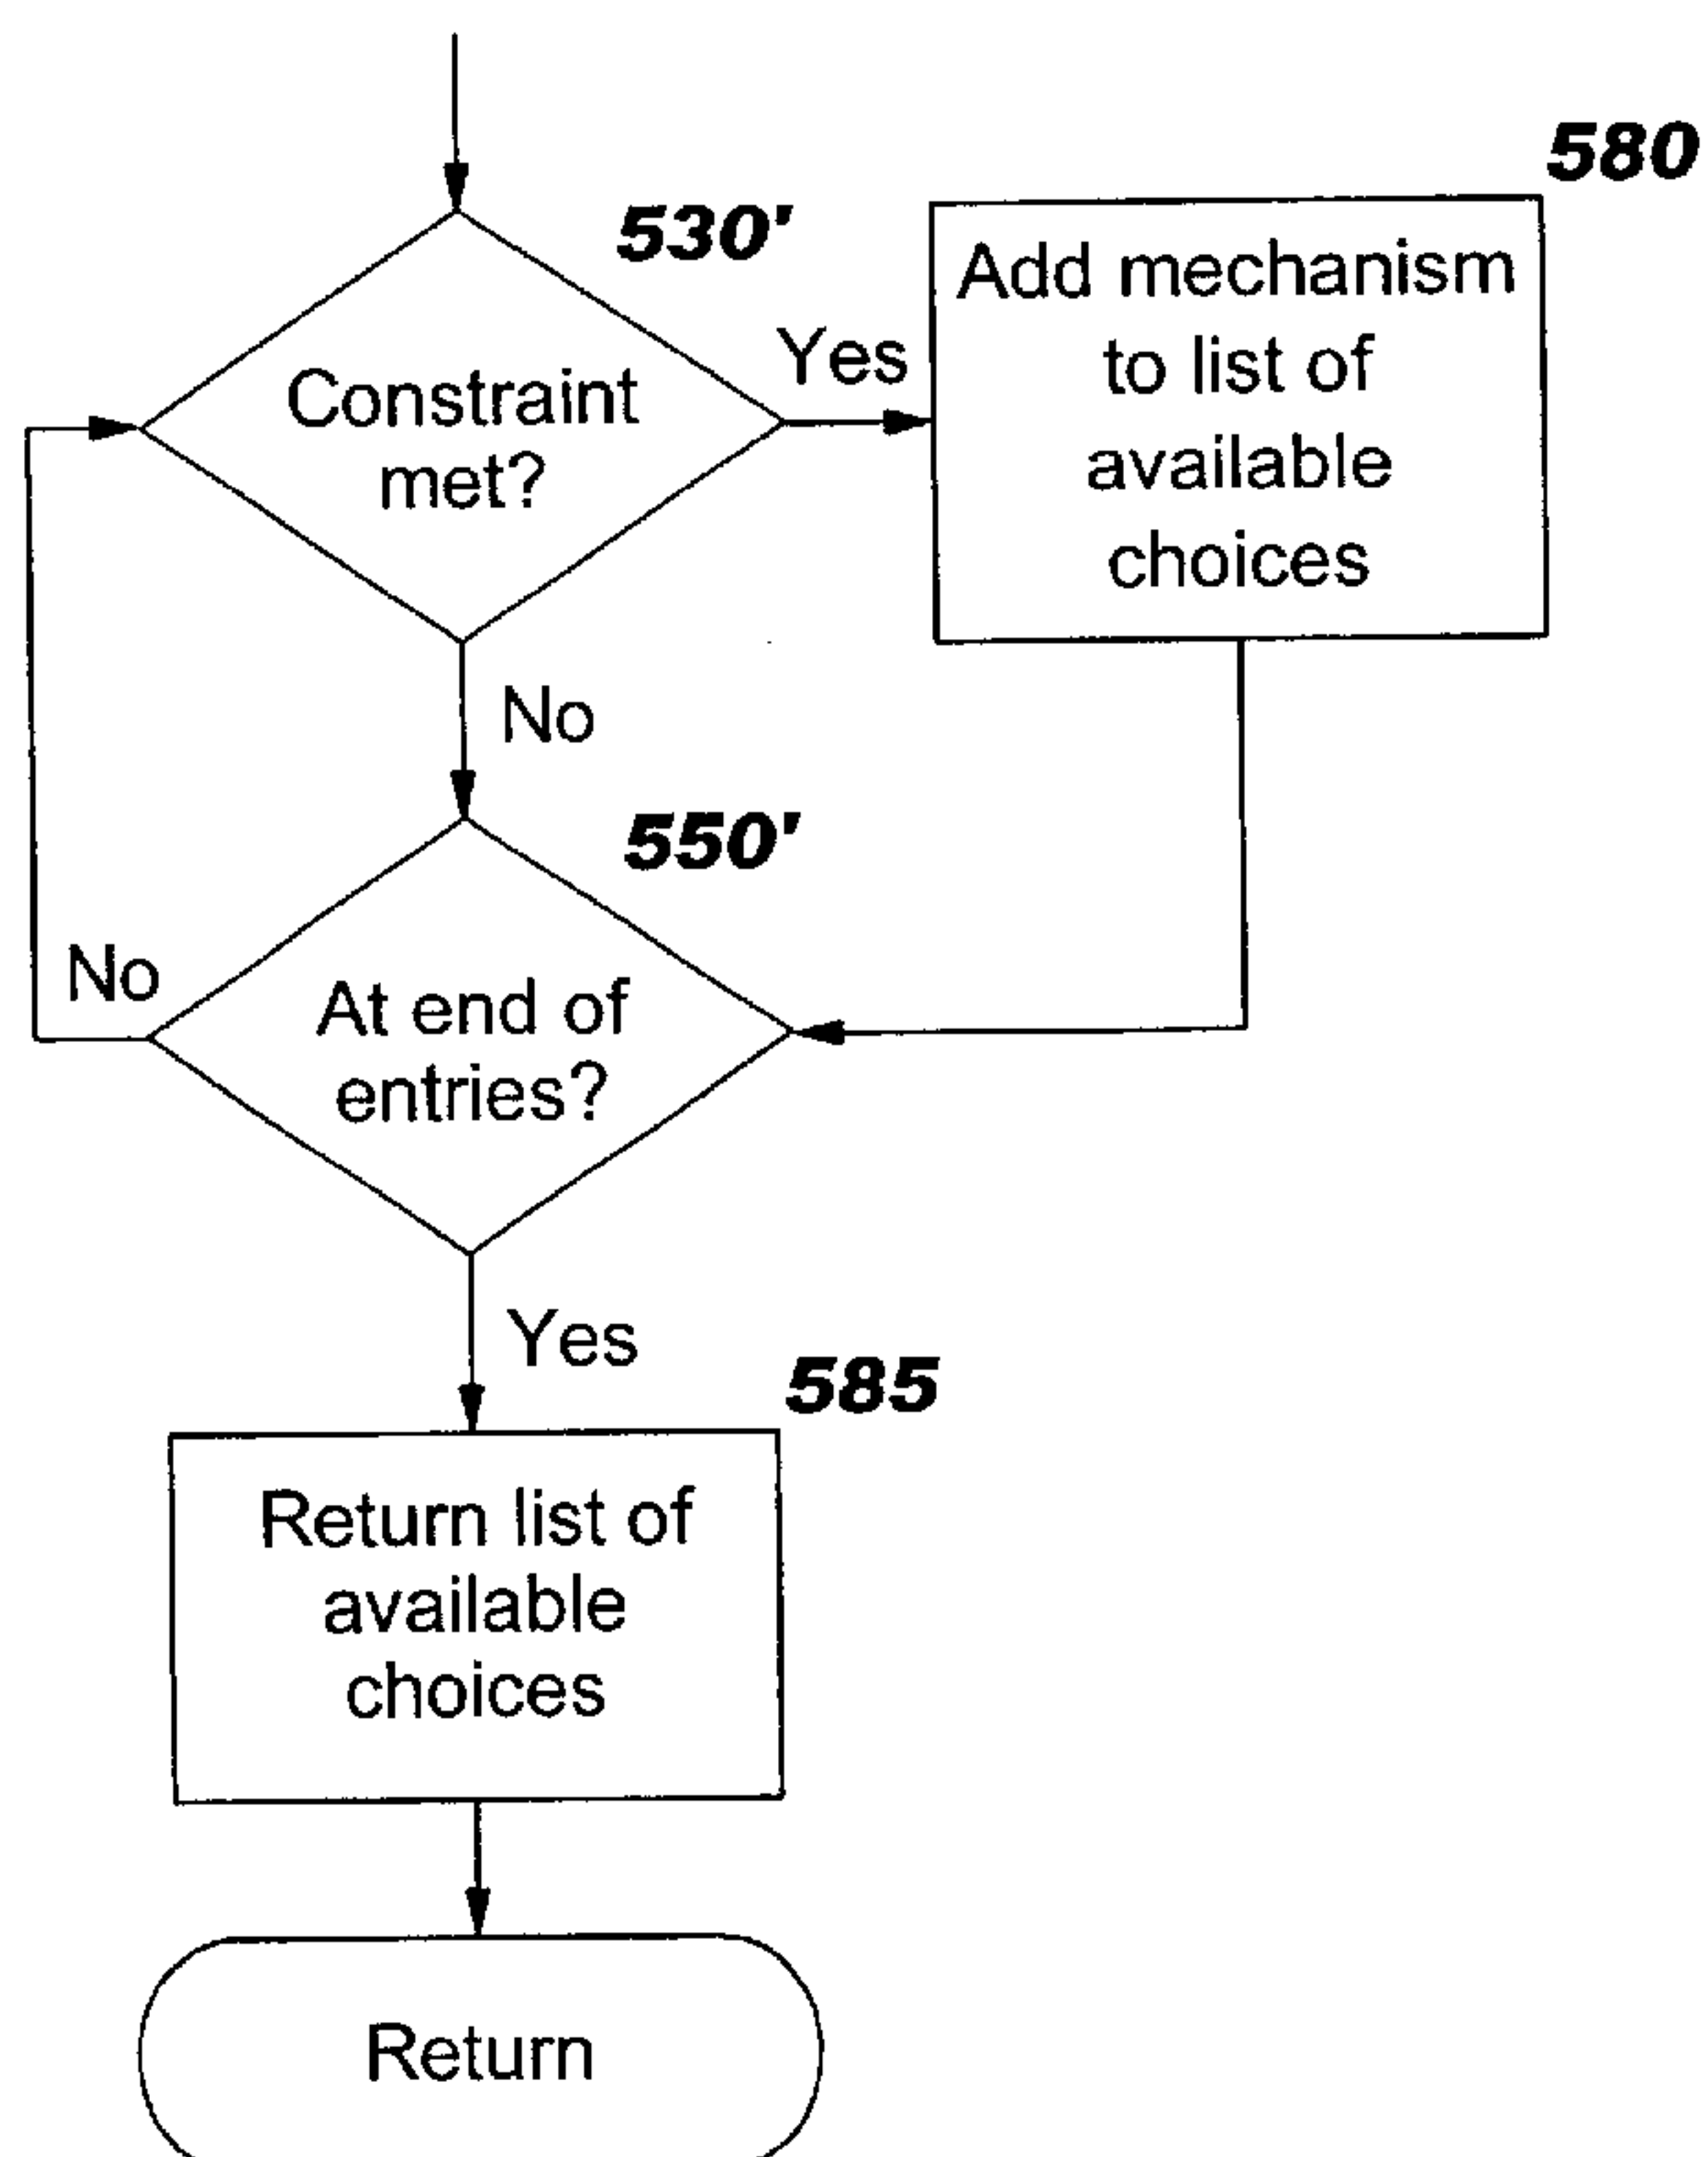 580
530'
Add mechanism
to list of
available
choices
Yes
Constraint
met?
No
550'
No
At end of
entries?
Yes
585
Return list of
available
choices
Return